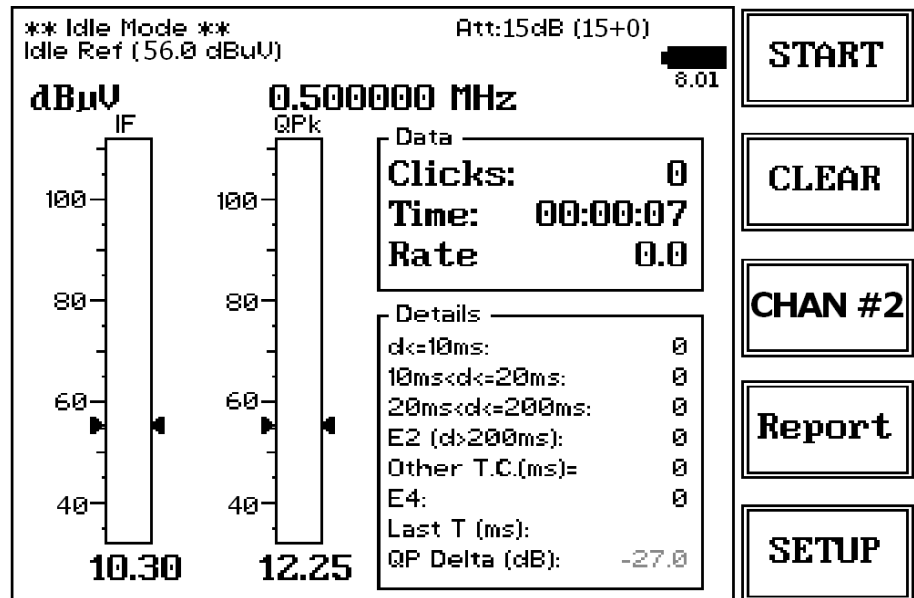 ** Idle Mode ** Att:15dB (15+0)
Idle Ref (56.0 dBuV)
8.01
dBµV 0.500000 MHz
IF QPk
100 100
80 80
60 60
40 40
10.30 12.25
Data
Clicks: 0
Time: 00:00:07
Rate 0.0
Details
d<=10ms: 0
10ms<d<=20ms: 0
20ms<d<=200ms: 0
E2 (d>200ms): 0
Other T.C.(ms)= 0
E4: 0
Last T (ms):
QP Delta (dB): -27.0
START
CLEAR
CHAN #2
Report
SETUP